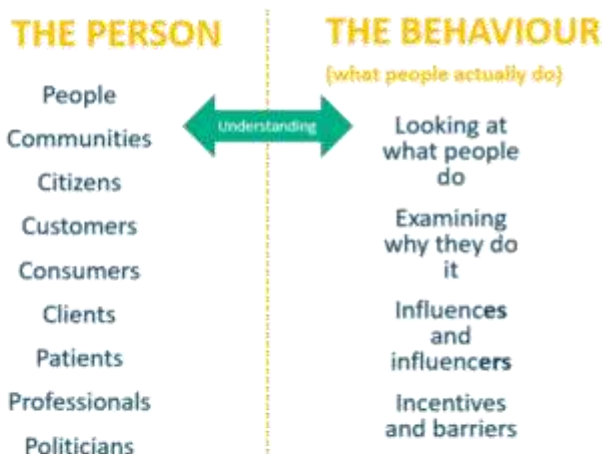 THE PERSON
People
Communities
Citizens
Customers
Consumers
Clients
Patients
Professionals
Politicians
Understanding
THE BEHAVIOUR
(what people actually do)
Looking at
what people
do
Examining
why they do
it
Influences
and
influencers
Incentives
and barriers